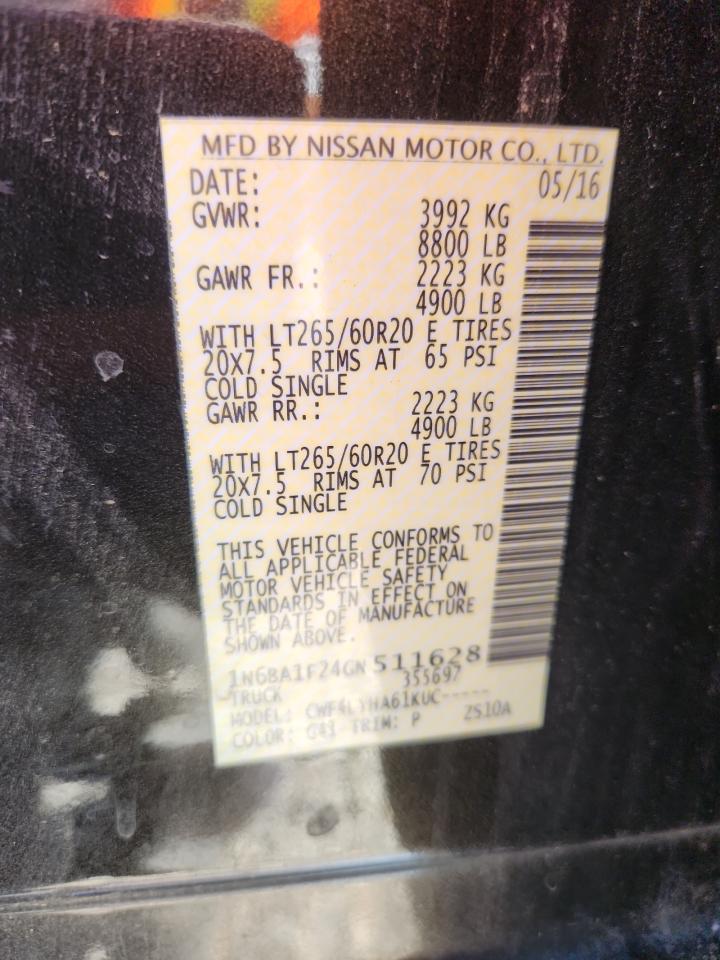 MFD BY NISSAN MOTOR CO., LTD.
DATE: 05/16
GVWR: 3992 KG
8800 LB
GAWR FR.: 2223 KG
4900 LB
WITH LT265/60R20 E TIRES
20X7.5 RIMS AT 65 PSI
COLD SINGLE
GAWR RR.: 2223 KG
4900 LB
WITH LT265/60R20 E TIRES
20X7.5 RIMS AT 70 PSI
COLD SINGLE
THIS VEHICLE CONFORMS TO
ALL APPLICABLE FEDERAL
MOTOR VEHICLE SAFETY
STANDARDS IN EFFECT ON
THE DATE OF MANUFACTURE
SHOWN ABOVE.
1N6BA1F24GN511628
355697
TRUCK
MODEL: CWF4LYHA61KUC-----
COLOR: G41 TRIM: P ZS10A